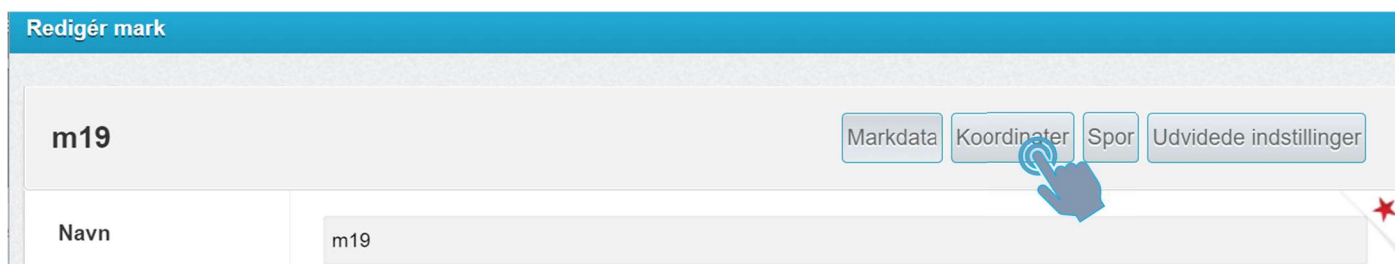 Redigér mark
m19
Markdata Koordinater Spor Udvidede indstillinger
Navn
m19